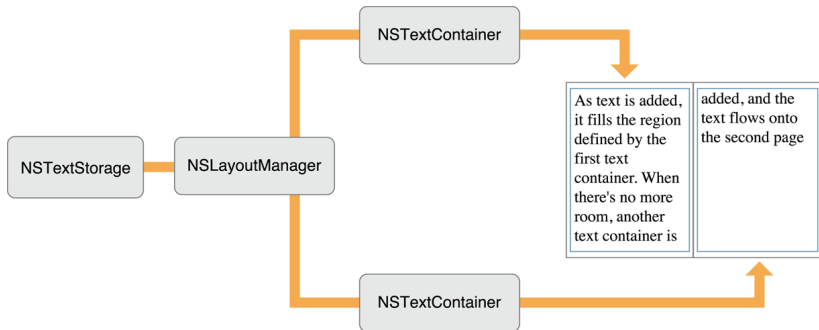 NSTextContainer
NSTextStorage
NSLayoutManager
As text is added,
it fills the region
defined by the
first text
container. When
there's no more
room, another
text container is
added, and the
text flows onto
the second page
NSTextContainer